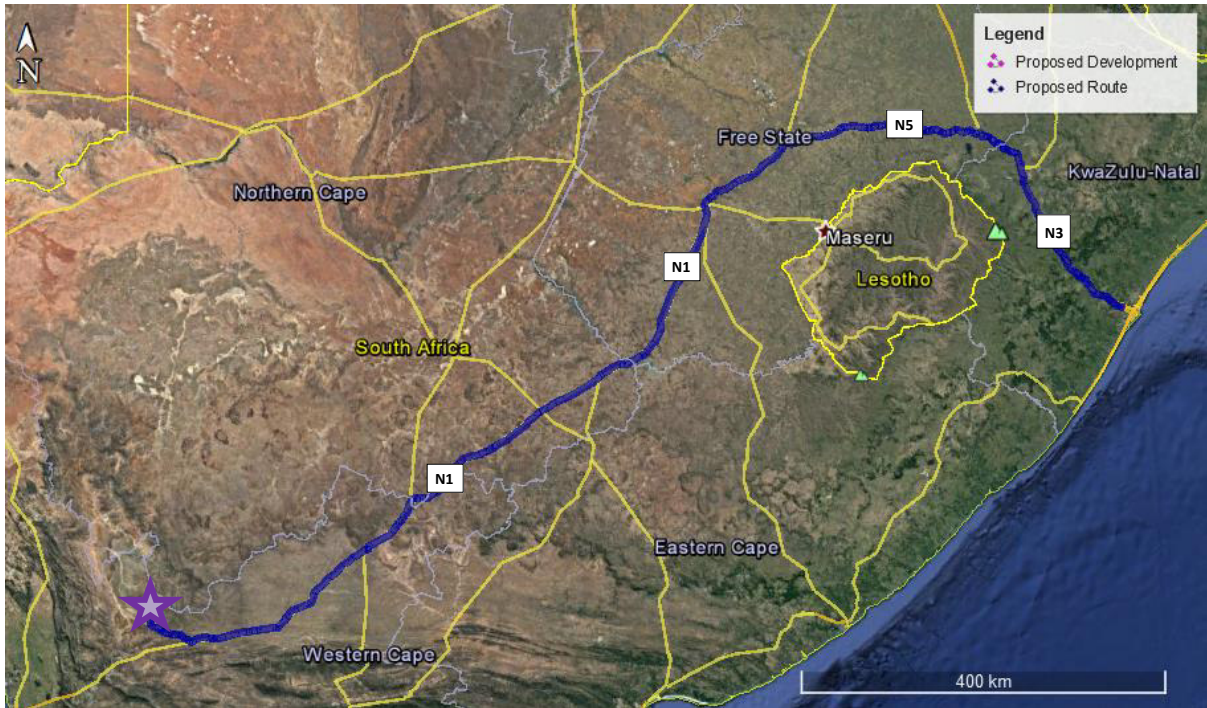 N
Legend
Proposed Development
Proposed Route
N5
Free State
KwaZulu-Natal
Northern Cape
N3
Maseru
N1
Lesotho
South Africa
N1
Eastern Cape
Western Cape
400 km